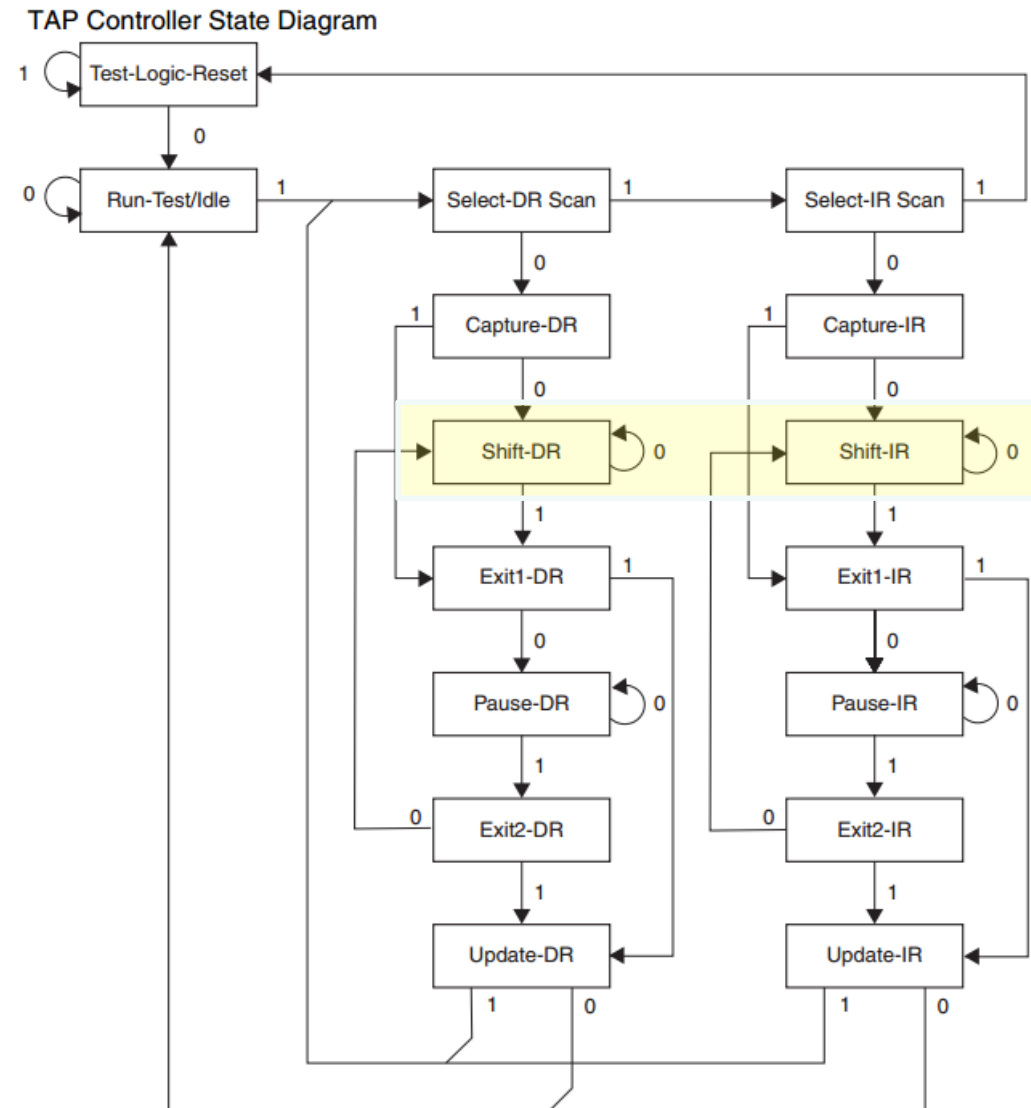 TAP Controller State Diagram
1 Test-Logic-Reset
0
0 Run-Test/Idle 1 Select-DR Scan 1 Select-IR Scan 1
0 0
1 Capture-DR 1 Capture-IR
0 0
Shift-DR 0 Shift-IR 0
1 1
Exit1-DR 1 Exit1-IR 1
0 0
Pause-DR 0 Pause-IR 0
1 1
0 Exit2-DR 0 Exit2-IR
1 1
Update-DR Update-IR
1 0 1 0